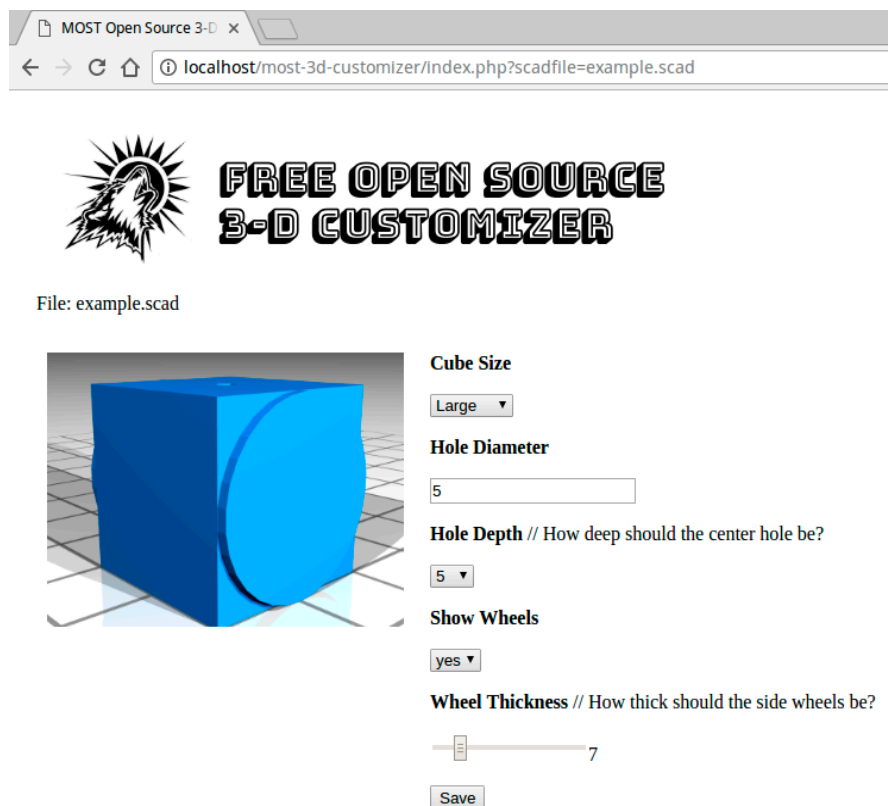 MOST Open Source 3-D
localhost/most-3d-customizer/index.php?scadfile=example.scad
FREE OPEN SOURCE
3-D CUSTOMIZER
File: example.scad
Cube Size
Large
Hole Diameter
5
Hole Depth // How deep should the center hole be?
5
Show Wheels
yes
Wheel Thickness // How thick should the side wheels be?
7
Save